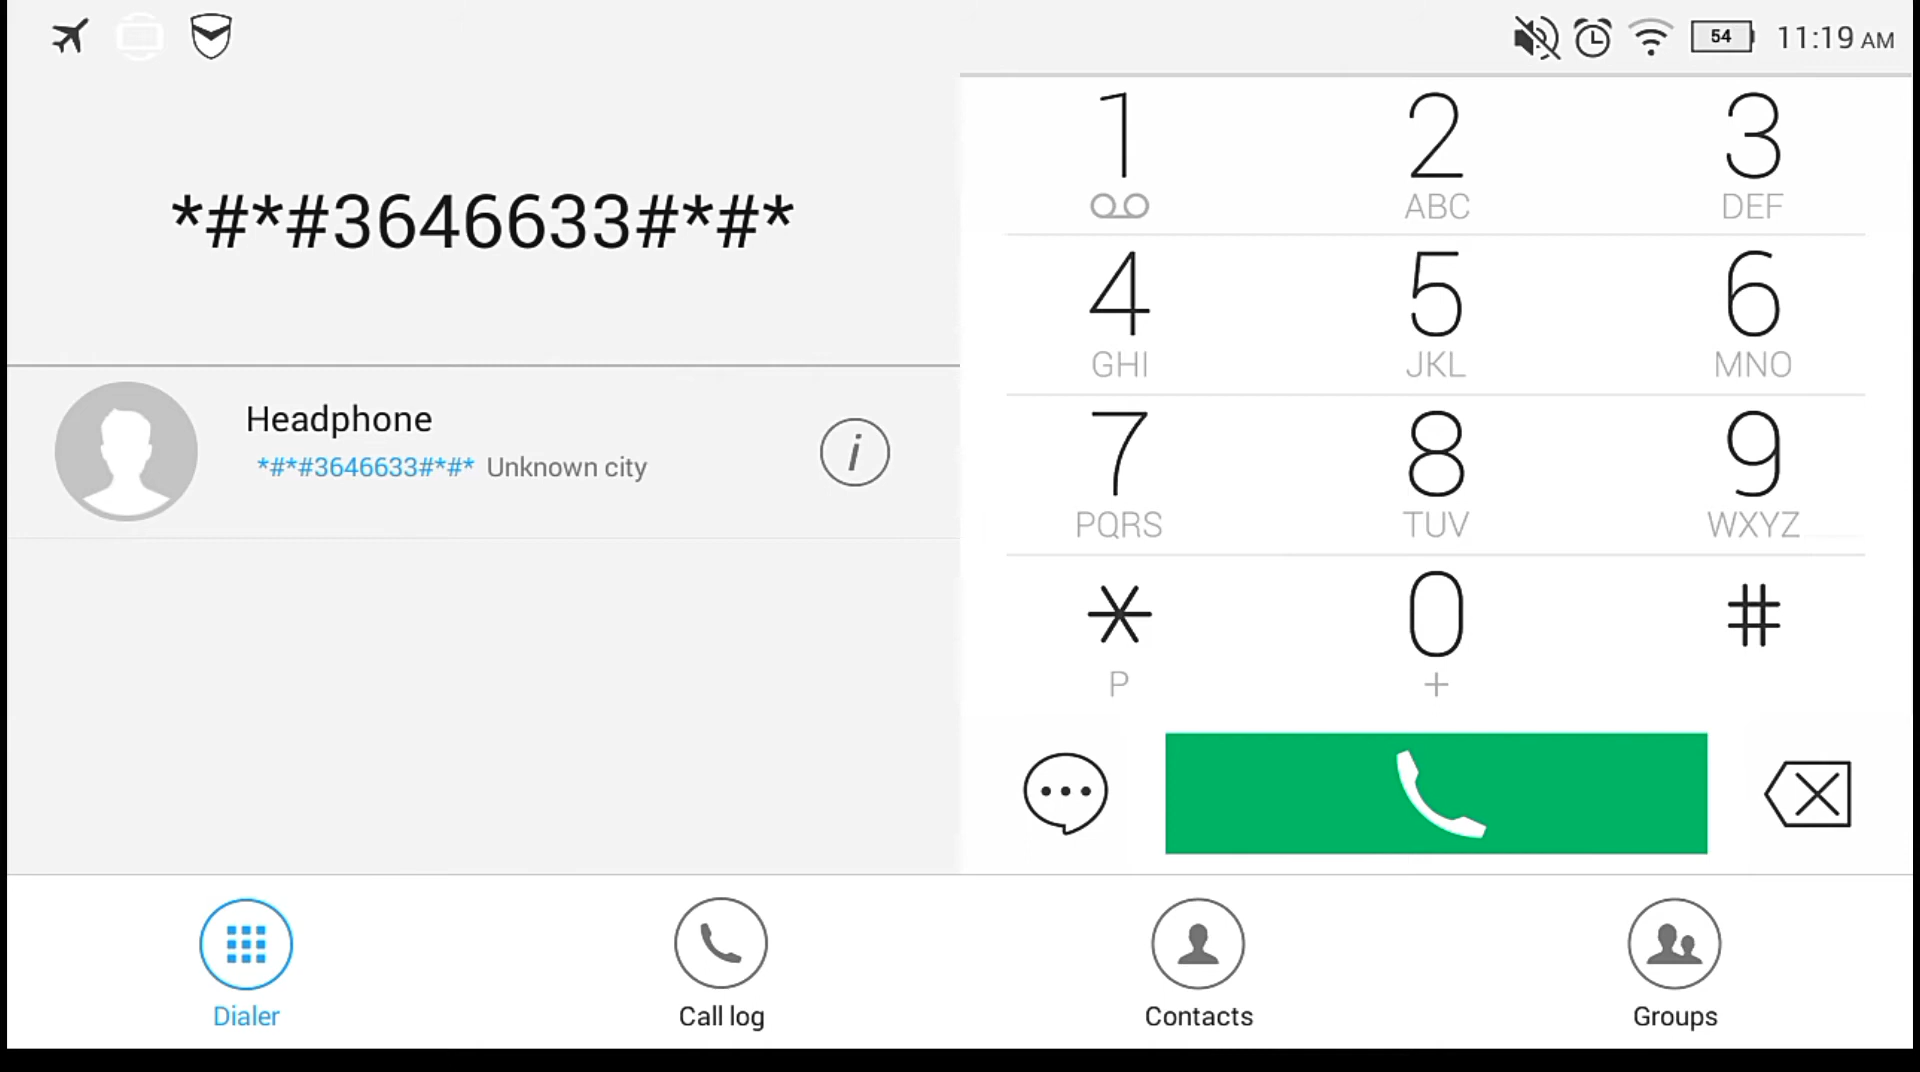 54 11:19 AM
*#*#3646633#*#*
Headphone
*#*#3646633#*#* Unknown city
i
1 2 3
ABC DEF
4 5 6
GHI JKL MNO
7 8 9
PQRS TUV WXYZ
* 0 #
P +
Dialer Call log Contacts Groups